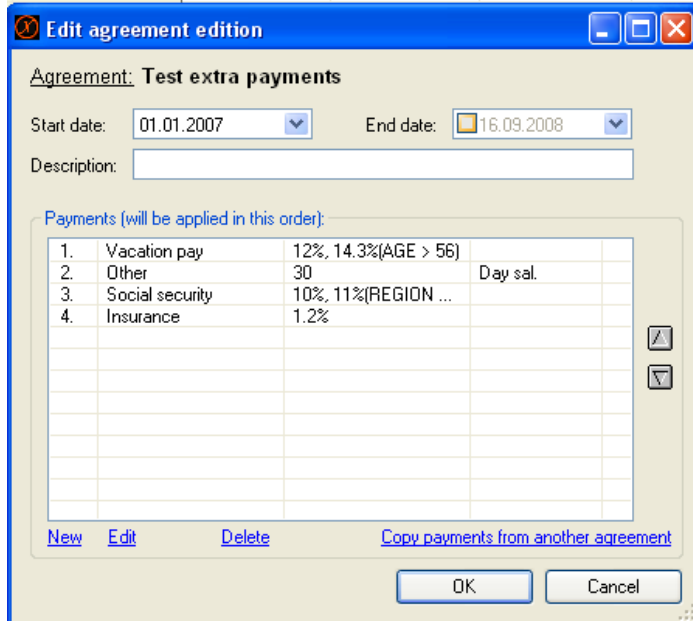 Edit agreement edition
Agreement: Test extra payments
Start date: 01.01.2007 End date: 16.09.2008
Description:
Payments (will be applied in this order):
1. Vacation pay 12%, 14.3%(AGE > 56)
2. Other 30 Day sal.
3. Social security 10%, 11%(REGION ...
4. Insurance 1.2%
New Edit Delete Copy payments from another agreement
OK Cancel